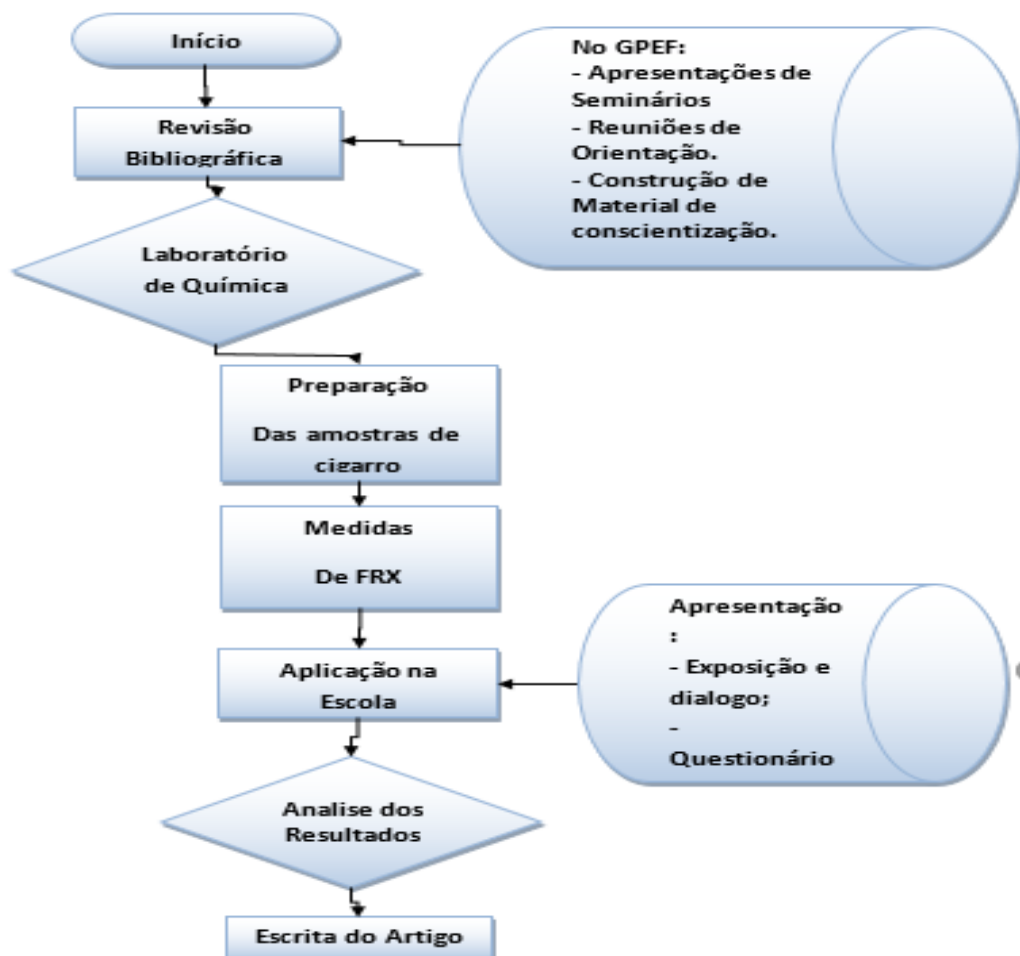 Início
No GPEF:
- Apresentações de
Seminários
- Reuniões de
Orientação.
- Construção de
Material de
conscientização.
Revisão
Bibliográfica
Laboratório
de Química
Preparação
Das amostras de
cigarro
Medidas
De FRX
Aplicação na
Escola
Apresentação
:
- Exposição e
dialogo;
-
Questionário
Analise dos
Resultados
Escrita do Artigo